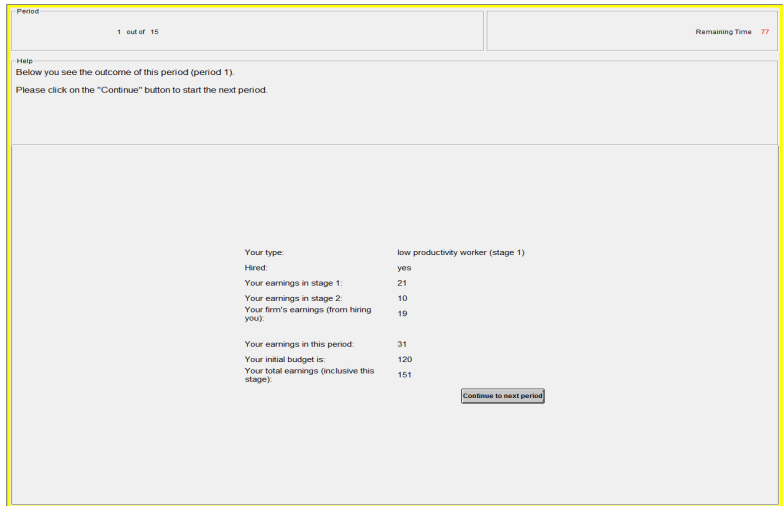 Period
1 out of 15
Remaining Time 77
Help
Below you see the outcome of this period (period 1).
Please click on the "Continue" button to start the next period.
Your type: low productivity worker (stage 1)
Hired: yes
Your earnings in stage 1: 21
Your earnings in stage 2: 10
Your firm's earnings (from hiring
you): 19
Your earnings in this period: 31
Your initial budget is: 120
Your total earnings (inclusive this
stage): 151
Continue to next period